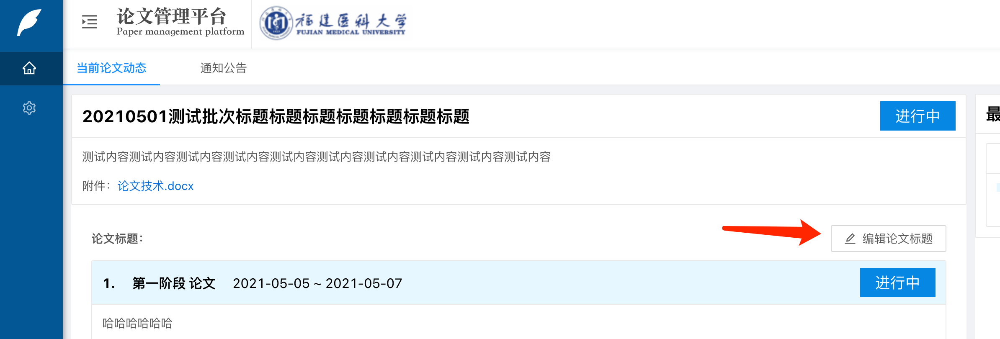 论文管理平台
Paper management platform
福建医科大学
FUJIAN MEDICAL UNIVERSITY
当前论文动态
通知公告
20210501测试批次标题标题标题标题标题标题标题
进行中
最
测试内容测试内容测试内容测试内容测试内容测试内容测试内容测试内容测试内容测试内容
附件：论文技术.docx
论文标题：
编辑论文标题
1. 第一阶段 论文 2021-05-05 ~ 2021-05-07
进行中
哈哈哈哈哈哈